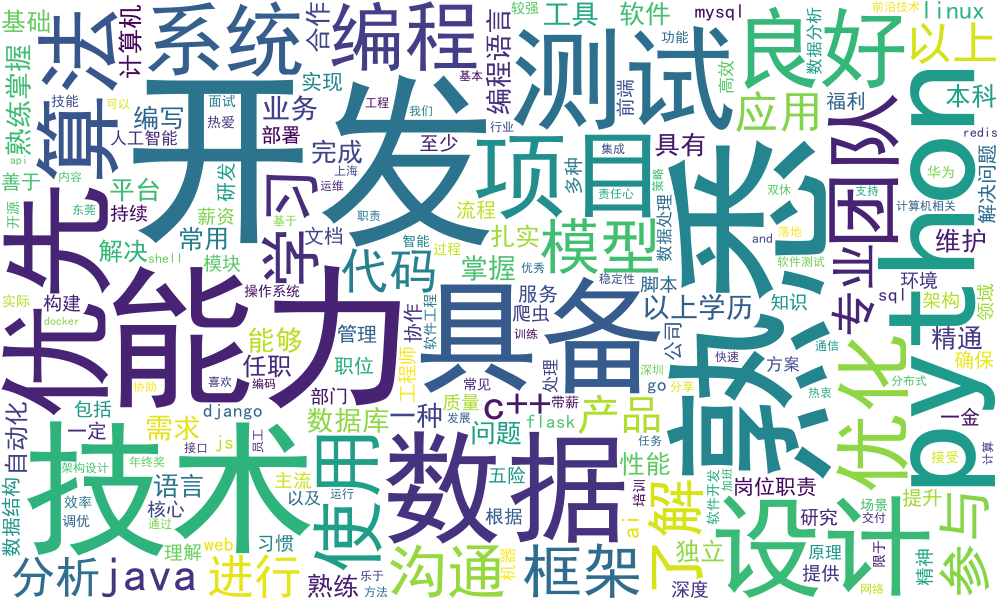 开发
能力
熟悉
python
具备
数据
技术
优先
测试
项目
设计
算法
系统
编程
良好
团队
优化
模型
学习
代码
使用
沟通
框架
了解
参与
专业
产品
应用
以上
分析
java
进行
c++
需求
业务
编写
编程语言
工具
软件
合作
基础
计算机
熟练掌握
mysql
linux
数据分析
本科
福利
前端
高效
功能
较强
前沿技术
实现
基本
技能
可以
面试
工程
我们
行业
热爱
人工智能
部署
完成
至少
具有
多种
集成
责任心
策略
redis
解决问题
api
内容
善于
平台
研发
上海
运维
双休
支持
华为
计算机相关
开源
东莞
持续
薪资
基于
职责
流程
扎实
数据处理
落地
and
维护
解决
常用
文档
智能
过程
掌握
优秀
稳定性
软件测试
shell
模块
实际
构建
操作系统
服务
脚本
知识
环境
sql
架构
领域
爬虫
以上学历
协作
软件工程
训练
公司
docker
能够
管理
工程师
处理
go
快速
方案
通信
精通
确保
协助
任职
职位
深圳
分享
热衷
分布式
喜欢
编码
部门
常见
质量
带薪
一金
包括
django
数据库
一种
发展
flask
问题
任务
计算
一定
自动化
js
接口
员工
主流
五险
性能
加班
培训
接受
架构设计
年终奖
语言
ai
岗位职责
场景
提升
数据结构
效率
核心
以及
运行
根据
软件开发
研究
交付
调优
通过
理解
web
习惯
机器
独立
原理
限于
提供
精神
熟练
乐于
方法
深度
网络